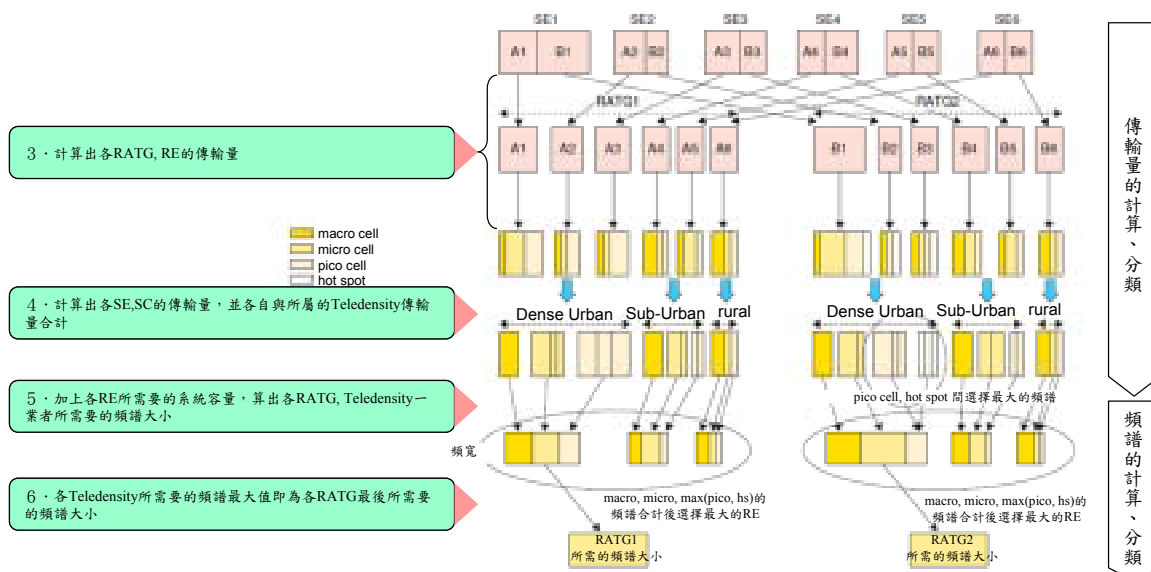 SE1 SE2 SE3 SE4 SE5 SE6
A1 B1 A2 B2 A3 B3 A4 B4 A5 B5 A6 B6
RATG1 RATG2
3．計算出各RATG, RE的傳輸量
A1 A2 A3 A4 A5 A6 B1 B2 B3 B4 B5 B6
macro cell
micro cell
pico cell
hot spot
4．計算出各SE,SC的傳輸量，並各自與所屬的Teledensity傳輸
量合計
Dense Urban Sub-Urban rural Dense Urban Sub-Urban rural
5．加上各RE所需要的系統容量，算出各RATG, Teledensity一
業者所需要的頻譜大小
pico cell, hot spot 間選擇最大的頻譜
頻寬
6．各Teledensity所需要的頻譜最大值即為各RATG最後所需要
的頻譜大小
macro, micro, max(pico, hs)的
頻譜合計後選擇最大的RE
macro, micro, max(pico, hs)的
頻譜合計後選擇最大的RE
RATG1
所需的頻譜大小
RATG2
所需的頻譜大小
傳輸量的計算、分類
頻譜的計算、分類